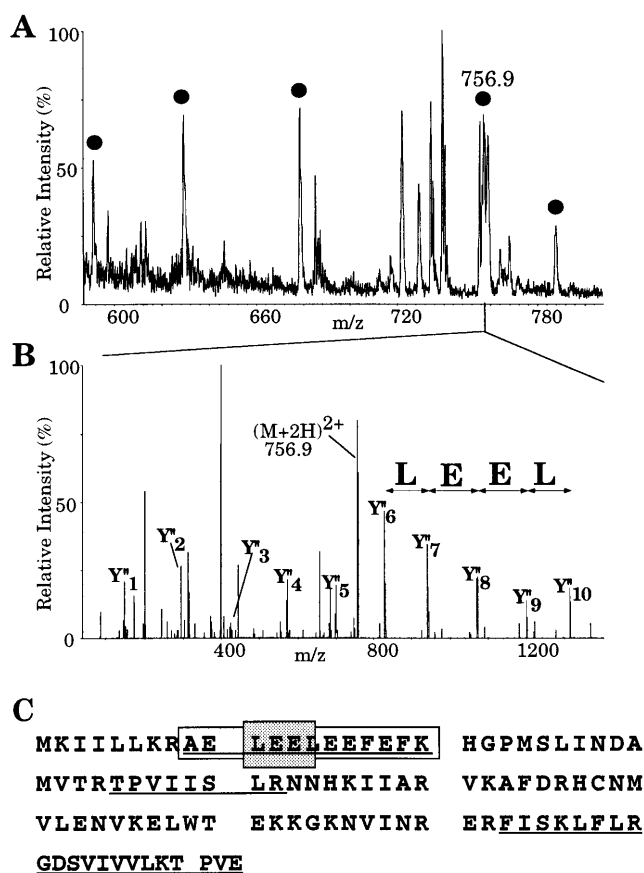 A
Relative Intensity (%)
100
50
0
756.9
600 660 720 780
m/z
B
Relative Intensity (%)
100
50
0
(M+2H)2+
756.9
L E E L
Y"1 Y"2 Y"3 Y"4 Y"5 Y"6 Y"7 Y"8 Y"9 Y"10
400 800 1200
m/z
C
MKIILLKRAE LEELEEFEFK HGPMSLINDA
MVTRTPVIIS LRNNHKIIAR VKAFDRHCNM
VLENVKELWT EKKGKNVINR ERFISKLFLR
GDSVIVVLKT PVE